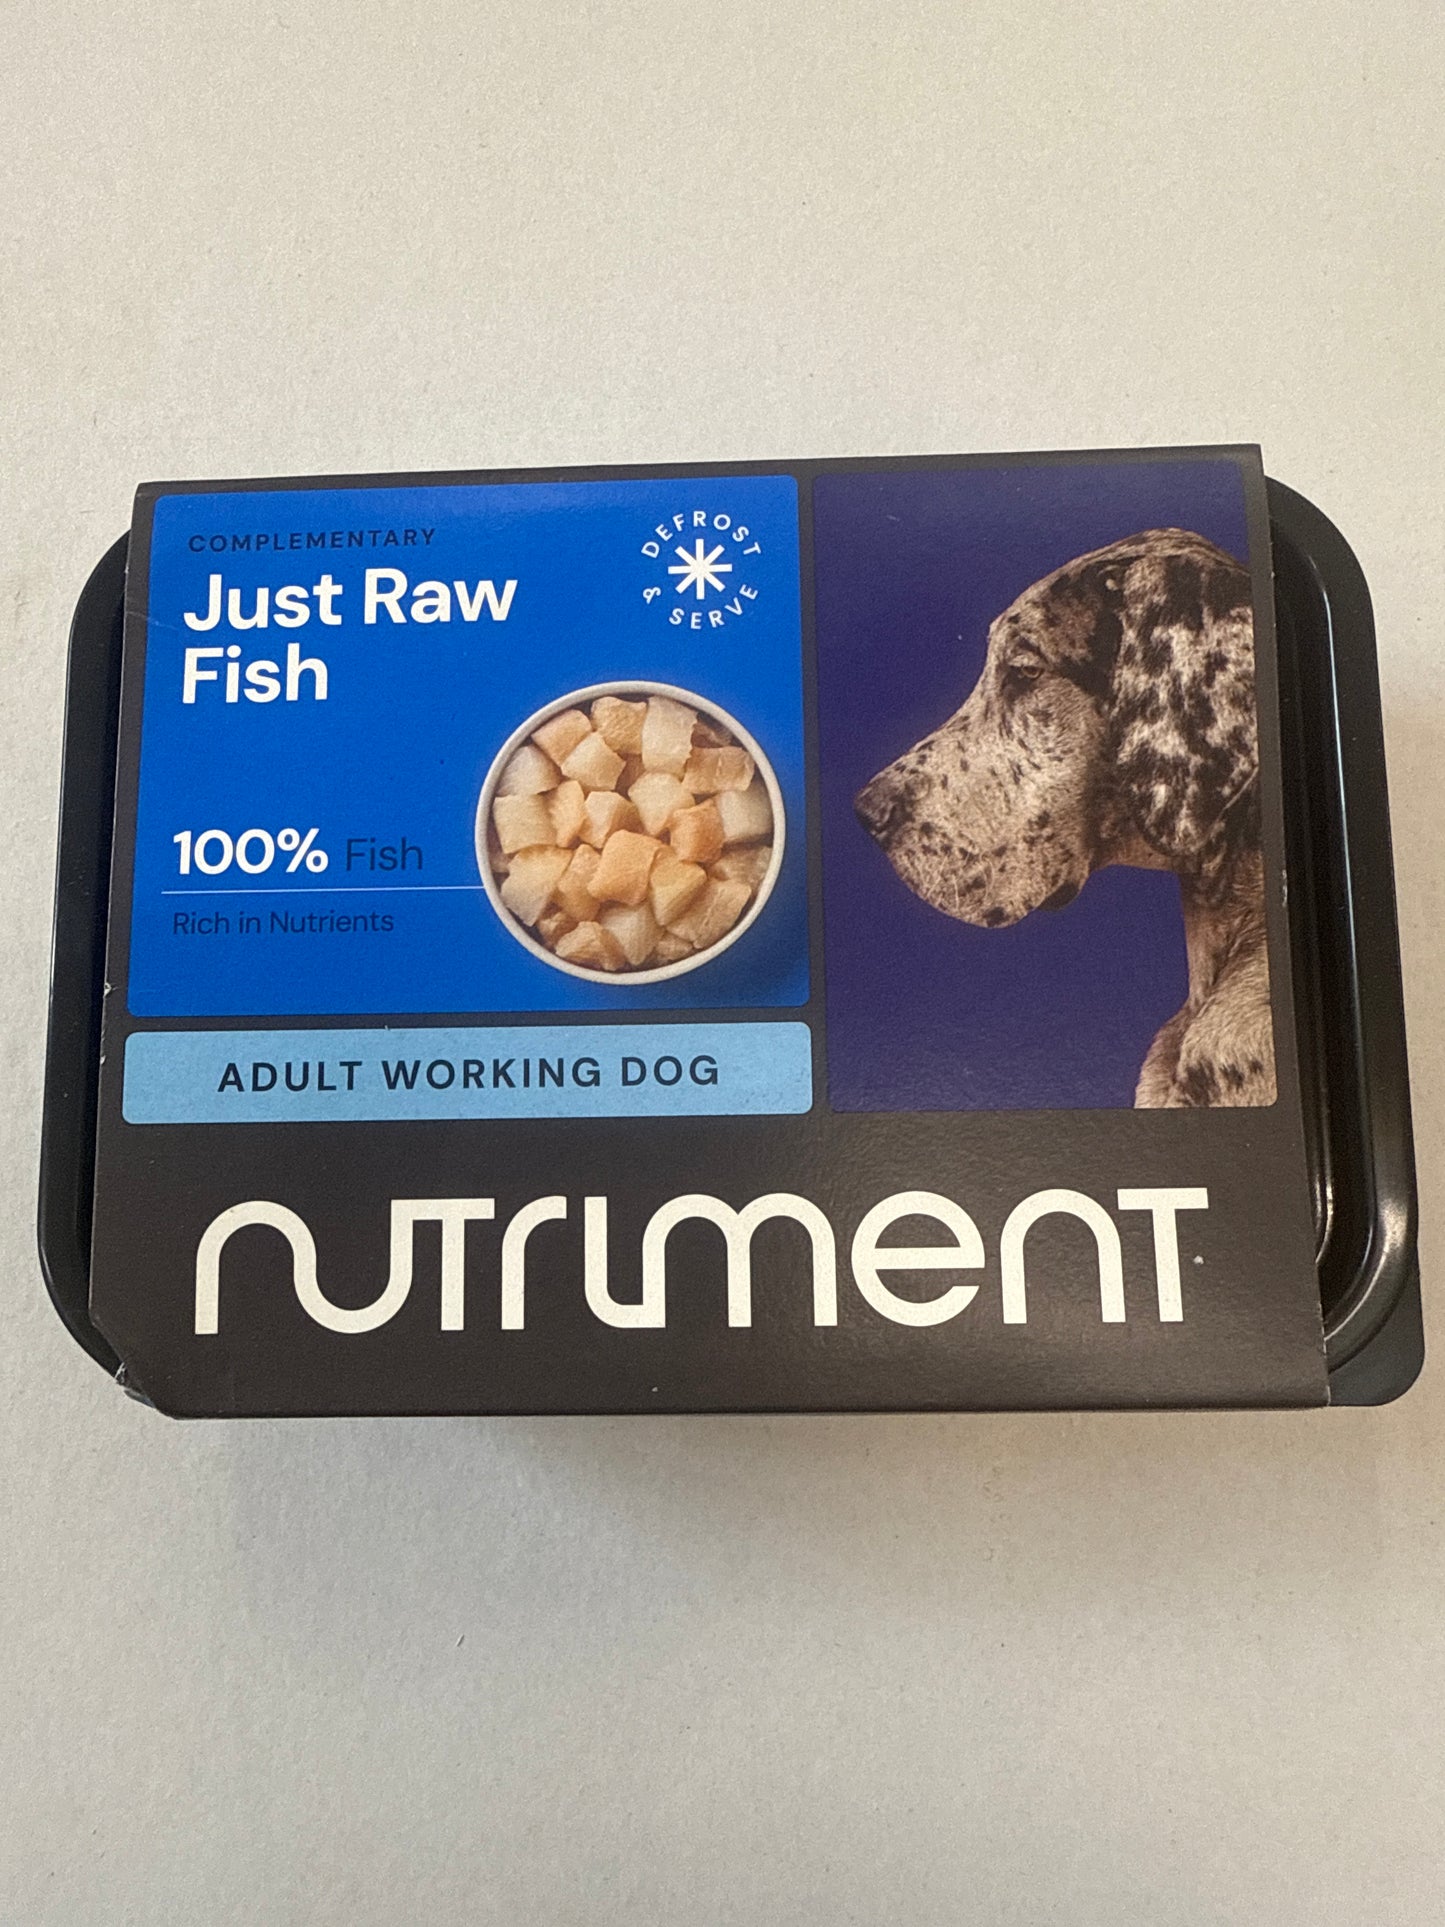 COMPLEMENTARY
Just Raw
Fish
DEFROST
& SERVE
100% Fish
Rich in Nutrients
ADULT WORKING DOG
nutriment